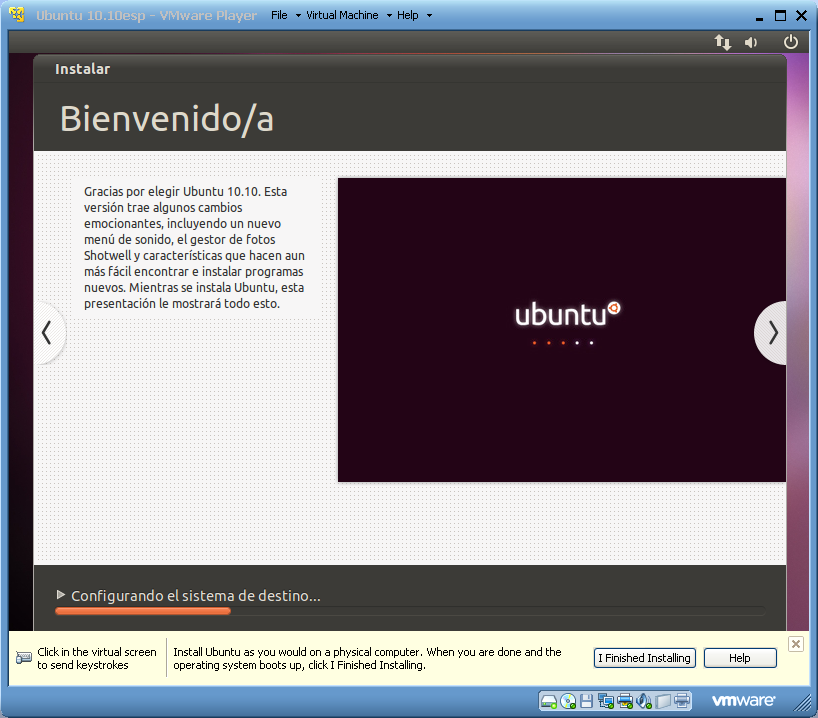 Ubuntu 10.10esp - VMware Player File Virtual Machine Help
Instalar
Bienvenido/a
Gracias por elegir Ubuntu 10.10. Esta
versión trae algunos cambios
emocionantes, incluyendo un nuevo
menú de sonido, el gestor de fotos
Shotwell y características que hacen aun
más fácil encontrar e instalar programas
nuevos. Mientras se instala Ubuntu, esta
presentación le mostrará todo esto.
ubuntu
Configurando el sistema de destino...
Click in the virtual screen
to send keystrokes
Install Ubuntu as you would on a physical computer. When you are done and the
operating system boots up, click I Finished Installing.
I Finished Installing
Help
vmware